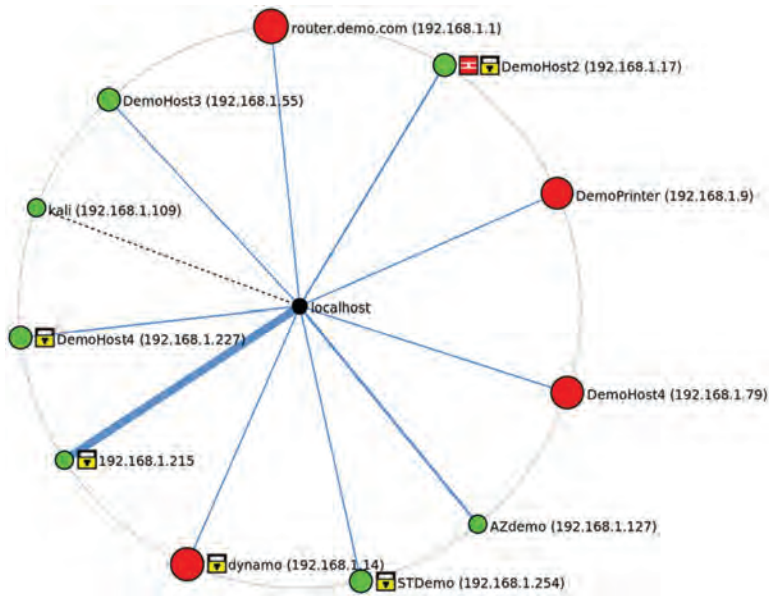 router.demo.com (192.168.1.1)
DemoHost2 (192.168.1.17)
DemoHost3 (192.168.1.55)
DemoPrinter (192.168.1.9)
kali (192.168.1.109)
localhost
DemoHost4 (192.168.1.227)
DemoHost4 (192.168.1.79)
192.168.1.215
AZdemo (192.168.1.127)
dynamo (192.168.1.14)
STDemo (192.168.1.254)